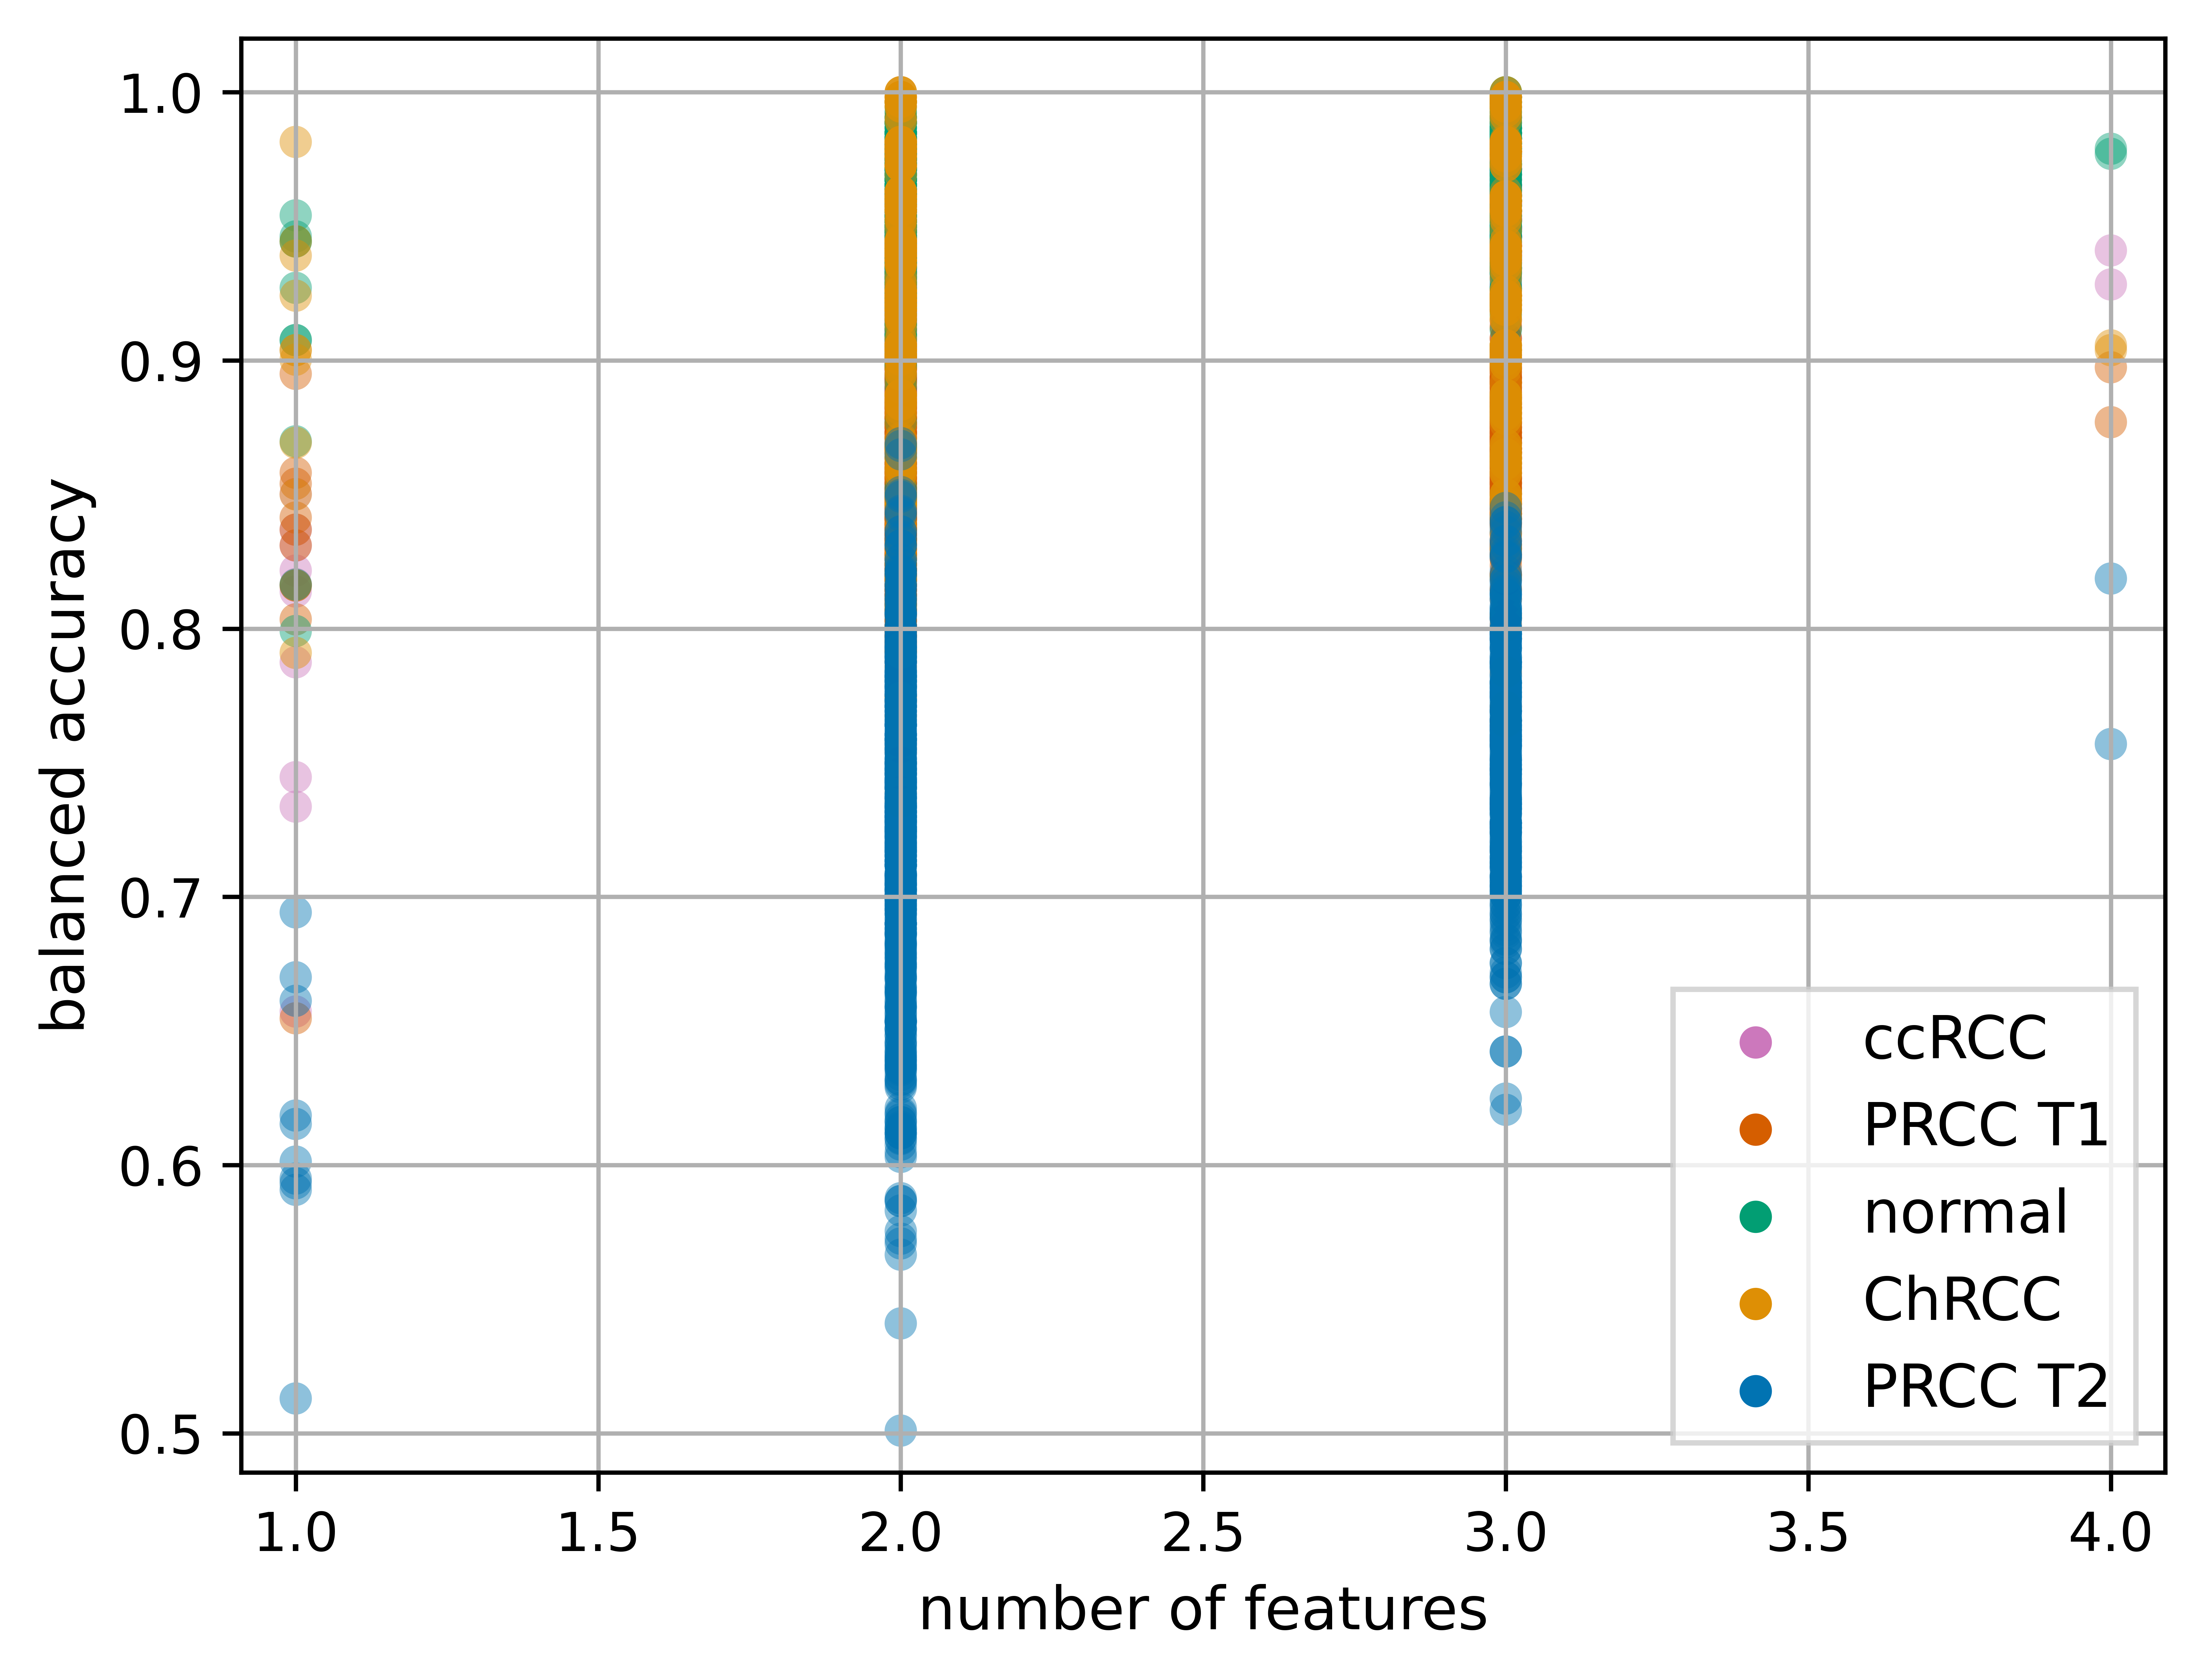 1.0
0.9
0.8
0.7
0.6
0.5
balanced accuracy
ccRCC
PRCC T1
normal
ChRCC
PRCC T2
1.0 1.5 2.0 2.5 3.0 3.5 4.0
number of features